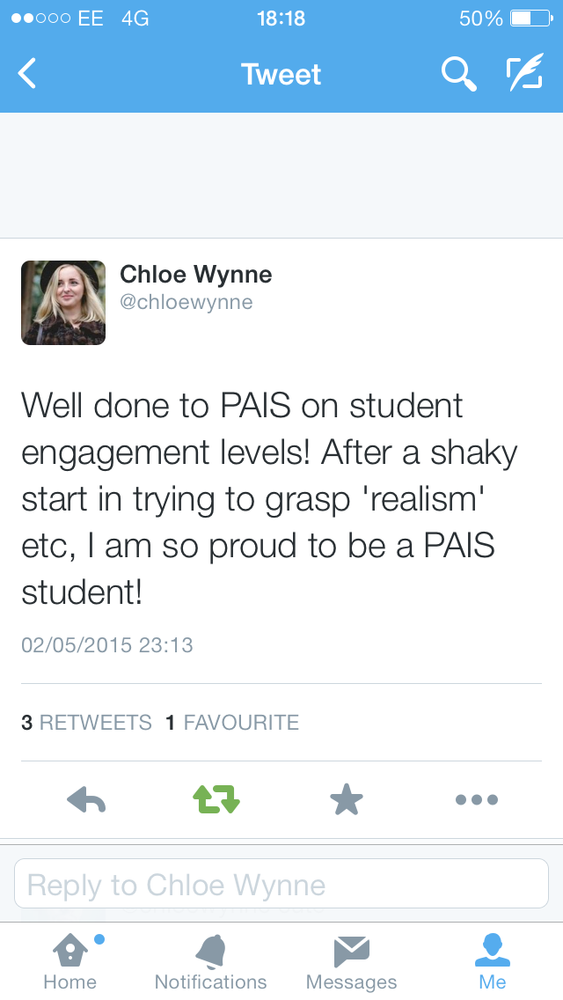 EE 4G 18:18 50%
Tweet
Chloe Wynne
@chloewynne
Well done to PAIS on student
engagement levels! After a shaky
start in trying to grasp 'realism'
etc, I am so proud to be a PAIS
student!
02/05/2015 23:13
3 RETWEETS 1 FAVOURITE
Reply to Chloe Wynne
Home Notifications Messages Me